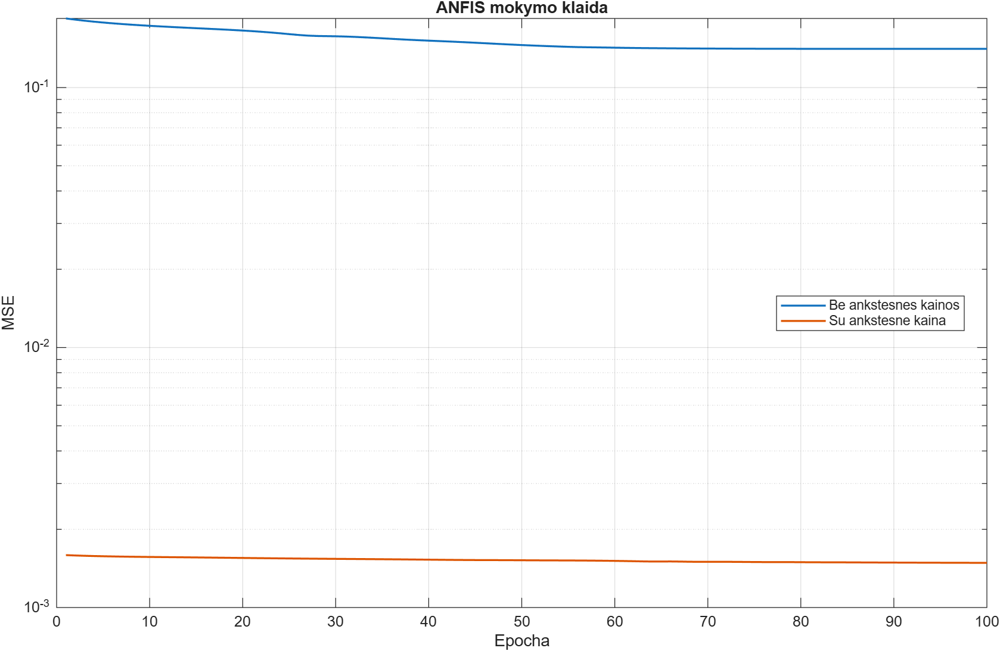 ANFIS mokymo klaida
MSE
10^-1
10^-2
10^-3
Be ankstesnes kainos
Su ankstesne kaina
0 10 20 30 40 50 60 70 80 90 100
Epocha